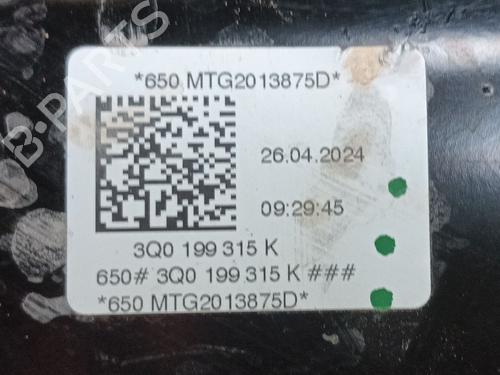 *650 MTG2013875D*
26.04.2024
09:29:45
3Q0 199 315 K
650# 3Q0 199 315 K ###
*650 MTG2013875D*
B-PARTS